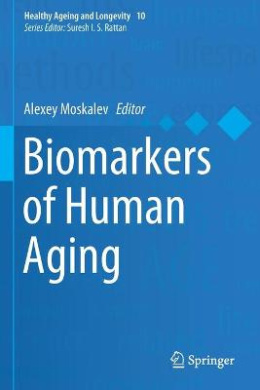 Healthy Ageing and Longevity 10
Series Editor: Suresh I. S. Rattan
Alexey Moskalev Editor
Biomarkers
of Human
Aging
Springer